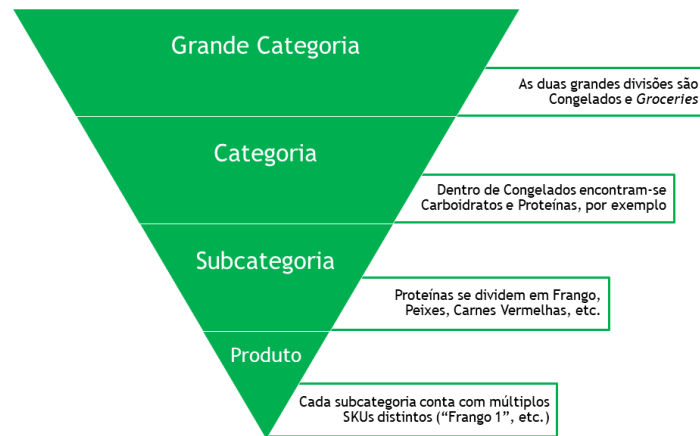 Grande Categoria
As duas grandes divisões são
Congelados e Groceries
Categoria
Dentro de Congelados encontram-se
Carboidratos e Proteínas, por exemplo
Subcategoria
Proteínas se dividem em Frango,
Peixes, Carnes Vermelhas, etc.
Produto
Cada subcategoria conta com múltiplos
SKUs distintos (“Frango 1”, etc.)